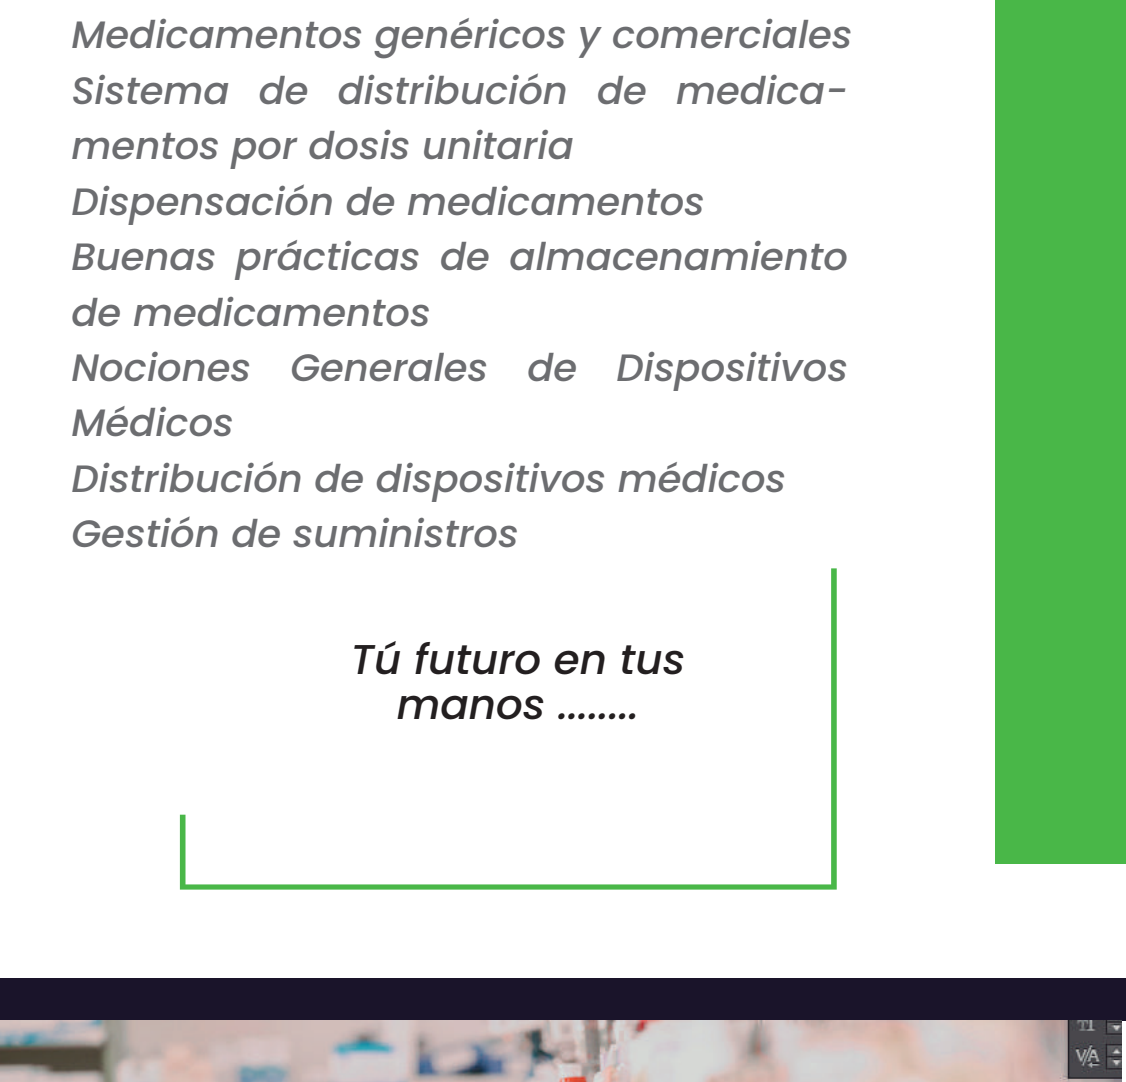 Medicamentos genéricos y comerciales
Sistema de distribución de medica-
mentos por dosis unitaria
Dispensación de medicamentos
Buenas prácticas de almacenamiento
de medicamentos
Nociones Generales de Dispositivos
Médicos
Distribución de dispositivos médicos
Gestión de suministros
Tú futuro en tus
manos ........
V/A